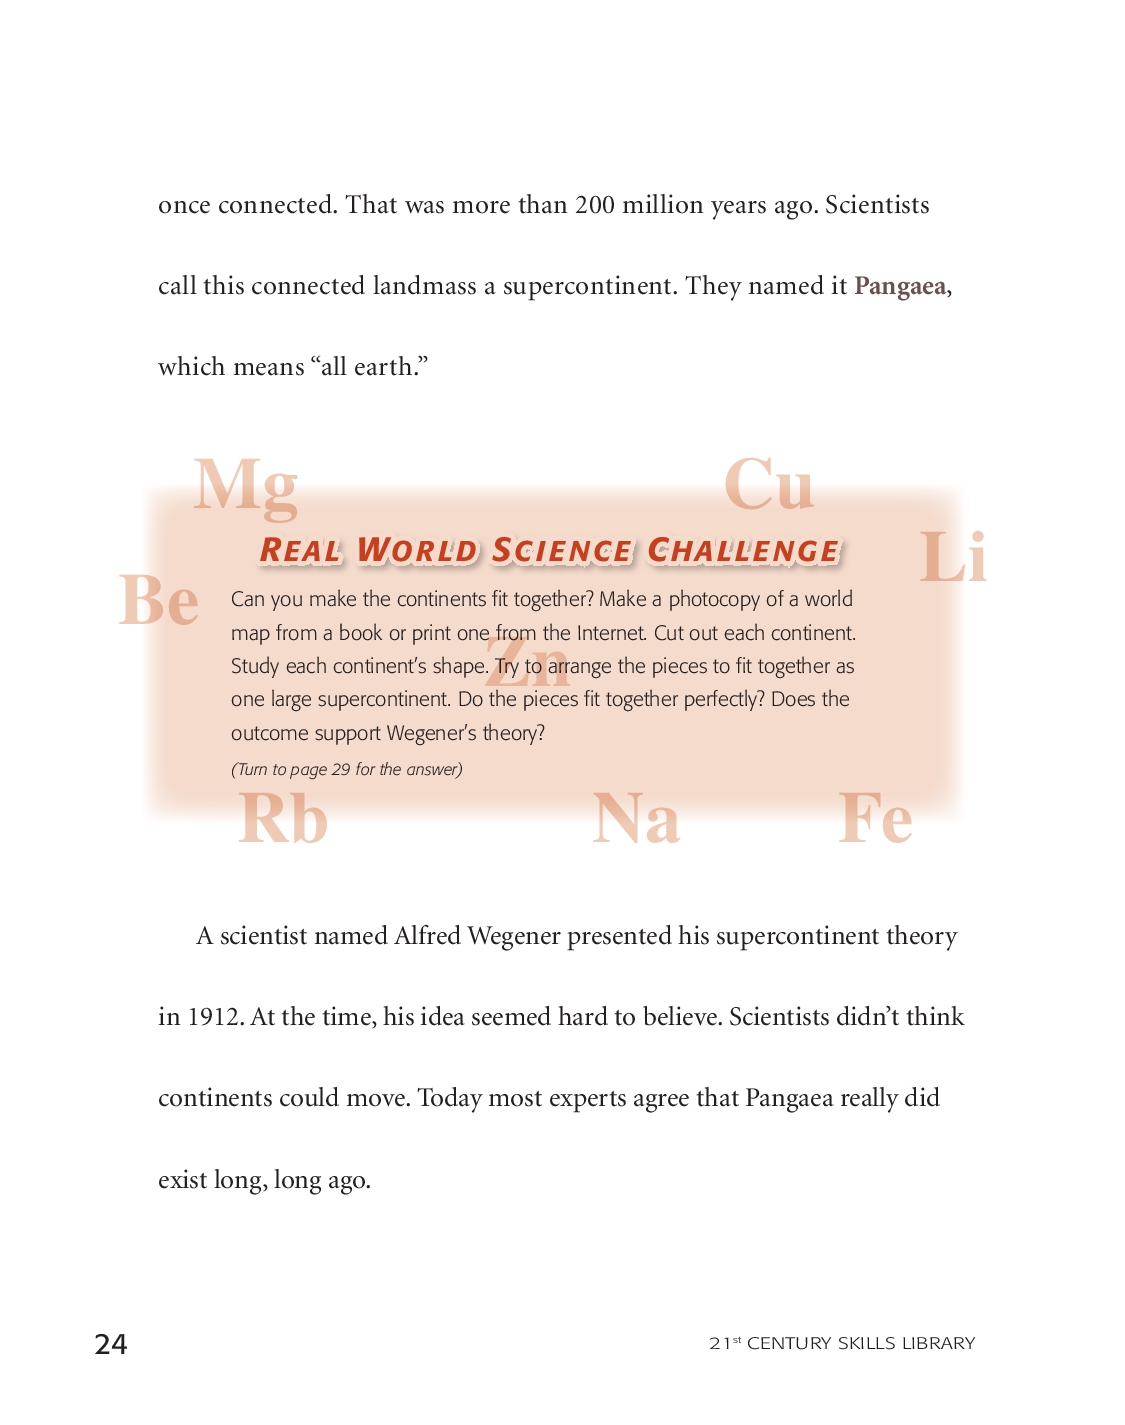 once connected. That was more than 200 million years ago. Scientists
call this connected landmass a supercontinent. They named it Pangaea,
which means “all earth.”
Mg
Cu
Li
Be
Zn
REAL WORLD SCIENCE CHALLENGE
Can you make the continents fit together? Make a photocopy of a world
map from a book or print one from the Internet. Cut out each continent.
Study each continent’s shape. Try to arrange the pieces to fit together as
one large supercontinent. Do the pieces fit together perfectly? Does the
outcome support Wegener’s theory?
(Turn to page 29 for the answer)
Rb
Na
Fe
A scientist named Alfred Wegener presented his supercontinent theory
in 1912. At the time, his idea seemed hard to believe. Scientists didn’t think
continents could move. Today most experts agree that Pangaea really did
exist long, long ago.
24
21st CENTURY SKILLS LIBRARY